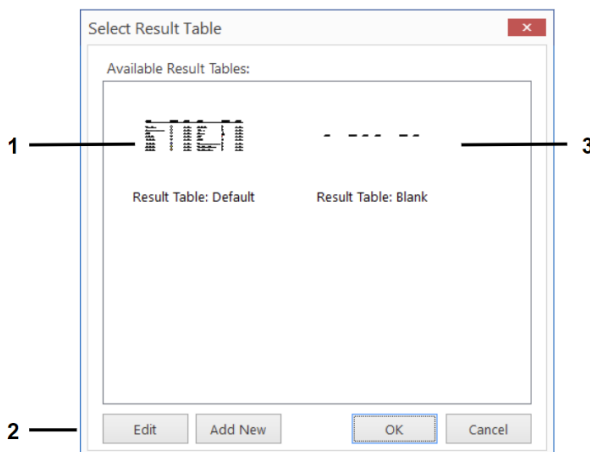 Select Result Table
Available Result Tables:
1
3
Result Table: Default
Result Table: Blank
2
Edit
Add New
OK
Cancel